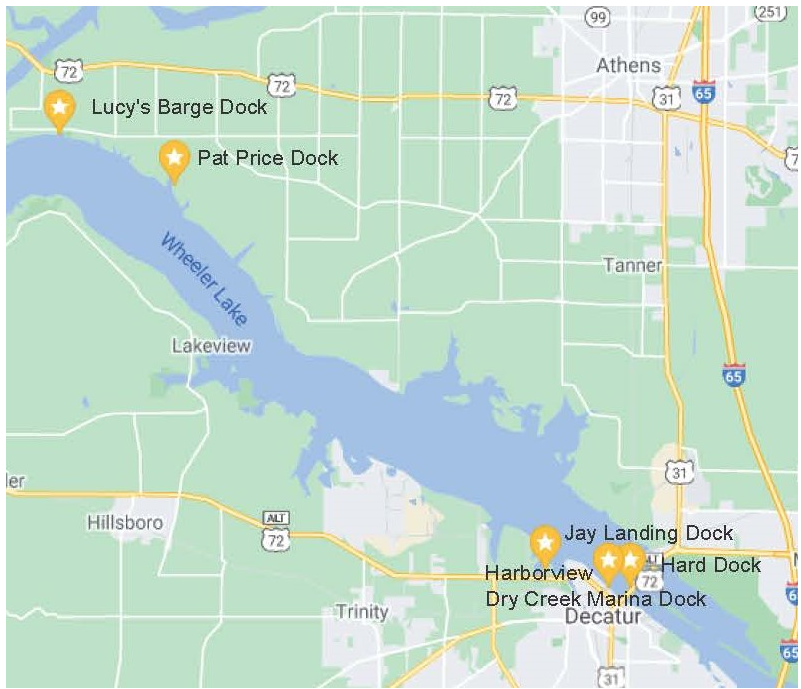 99
251
72
Athens
72
65
31
72
Lucy's Barge Dock
7
Pat Price Dock
Wheeler Lake
Tanner
Lakeview
65
31
ler
Hillsboro
ALT
72
Jay Landing Dock
Hard Dock
Harborview
72
Dry Creek Marina Dock
Trinity
Decatur
65
65
31